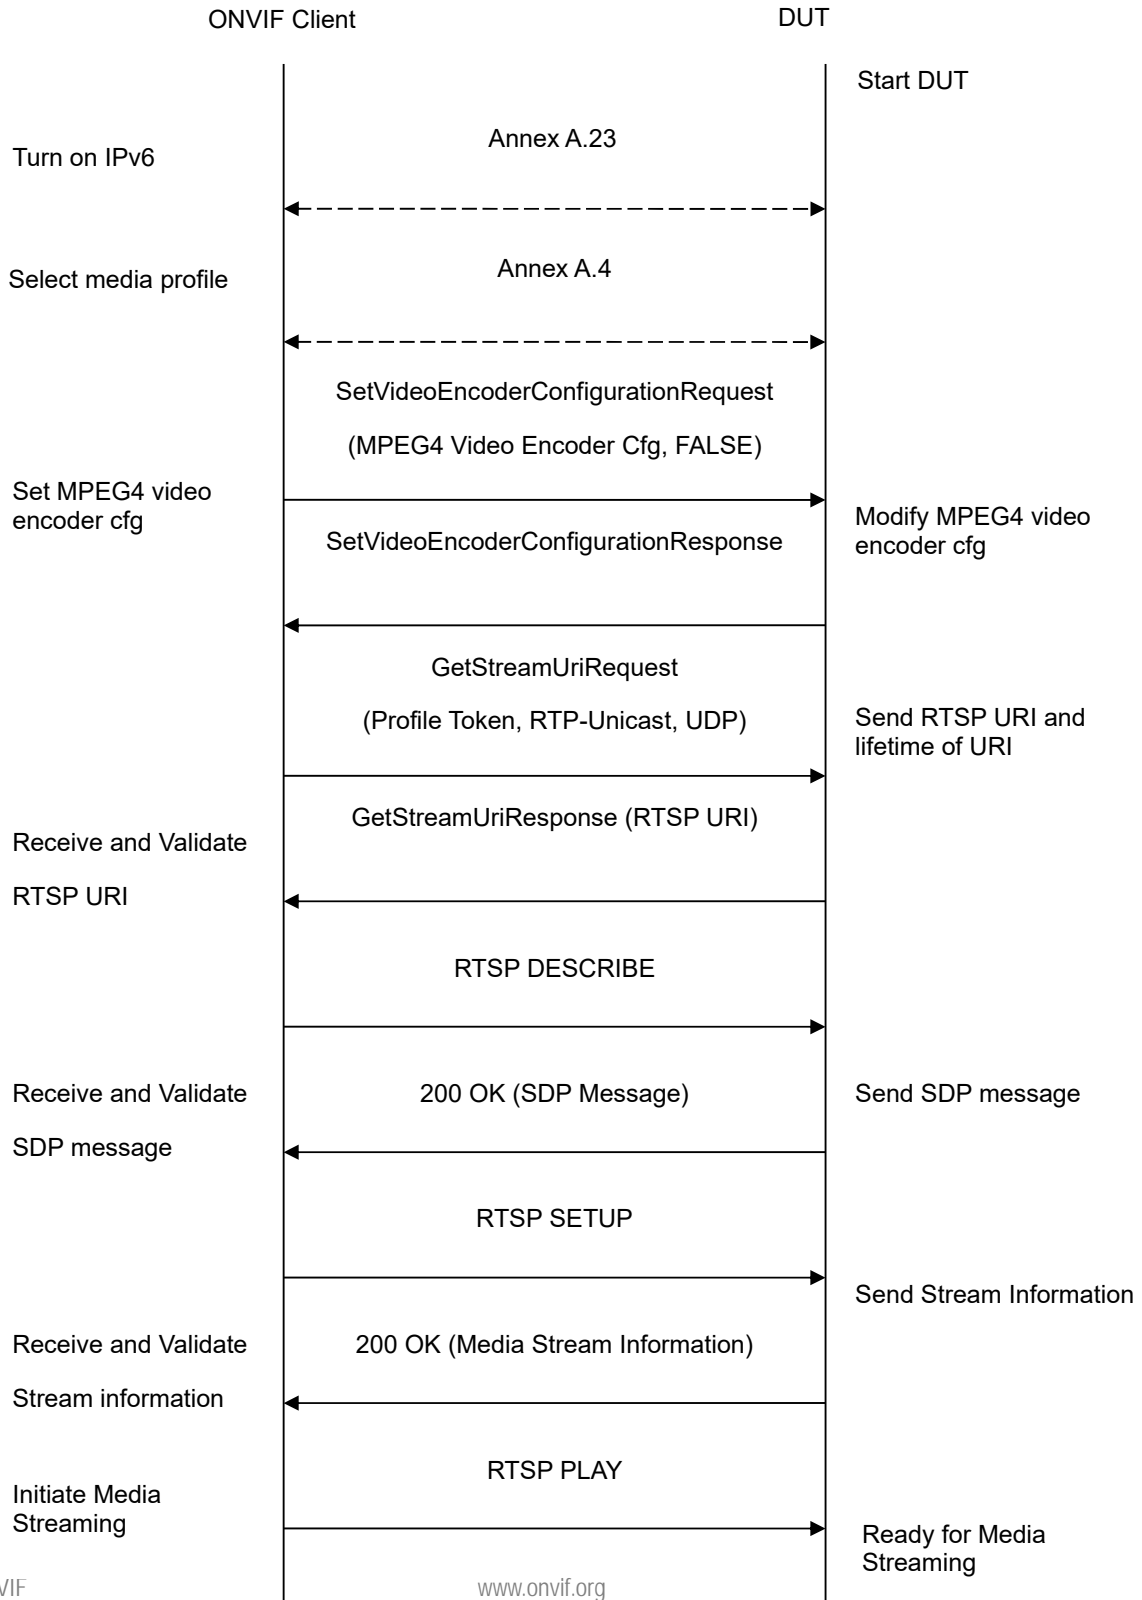 ONVIF Client
DUT
Start DUT
Annex A.23
Turn on IPv6
Annex A.4
Select media profile
SetVideoEncoderConfigurationRequest
(MPEG4 Video Encoder Cfg, FALSE)
Set MPEG4 video
encoder cfg
Modify MPEG4 video
encoder cfg
SetVideoEncoderConfigurationResponse
GetStreamUriRequest
(Profile Token, RTP-Unicast, UDP)
Send RTSP URI and
lifetime of URI
GetStreamUriResponse (RTSP URI)
Receive and Validate
RTSP URI
RTSP DESCRIBE
Receive and Validate
200 OK (SDP Message)
Send SDP message
SDP message
RTSP SETUP
Send Stream Information
Receive and Validate
200 OK (Media Stream Information)
Stream information
RTSP PLAY
Initiate Media
Streaming
Ready for Media
Streaming
www.onvif.org